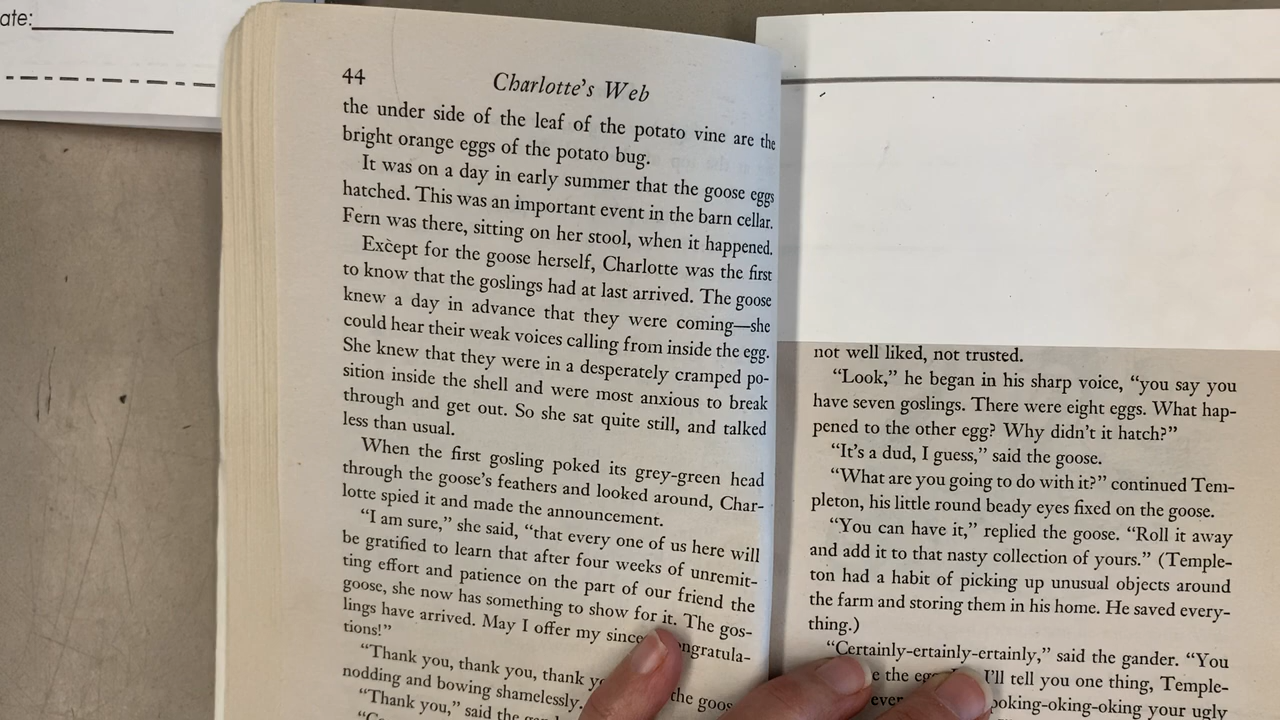 ate:
44
Charlotte's Web
the under side of the leaf of the potato vine are the
bright orange eggs of the potato bug.
It was on a day in early summer that the goose eggs
hatched. This was an important event in the barn cellar.
Fern was there, sitting on her stool, when it happened.
Except for the goose herself, Charlotte was the first
to know that the goslings had at last arrived. The goose
knew a day in advance that they were coming—she
could hear their weak voices calling from inside the egg.
She knew that they were in a desperately cramped po-
sition inside the shell and were most anxious to break
through and get out. So she sat quite still, and talked
less than usual.
When the first gosling poked its grey-green head
through the goose's feathers and looked around, Char-
lotte spied it and made the announcement.
“I am sure,” she said, “that every one of us here will
be gratified to learn that after four weeks of unremit-
ting effort and patience on the part of our friend the
goose, she now has something to show for it. The gos-
lings have arrived. May I offer my
tions!”
“Thank you, thank you, thank
nodding and bowing shamelessly.
“Thank you,” said the
not well liked, not trusted.
“Look,” he began in his sharp voice, “you say you
have seven goslings. There were eight eggs. What hap-
pened to the other egg? Why didn't it hatch?”
“It's a dud, I guess,” said the goose.
“What are you going to do with it?” continued Tem-
pleton, his little round beady eyes fixed on the goose.
“You can have it,” replied the goose. “Roll it away
and add it to that nasty collection of yours.” (Temple-
ton had a habit of picking up unusual objects around
the farm and storing them in his home. He saved every-
thing.)
“Certainly-ertainly-ertainly,” said the gander. “You
the I'll tell you one thing, Temple-
poking-oking-oking your ugly